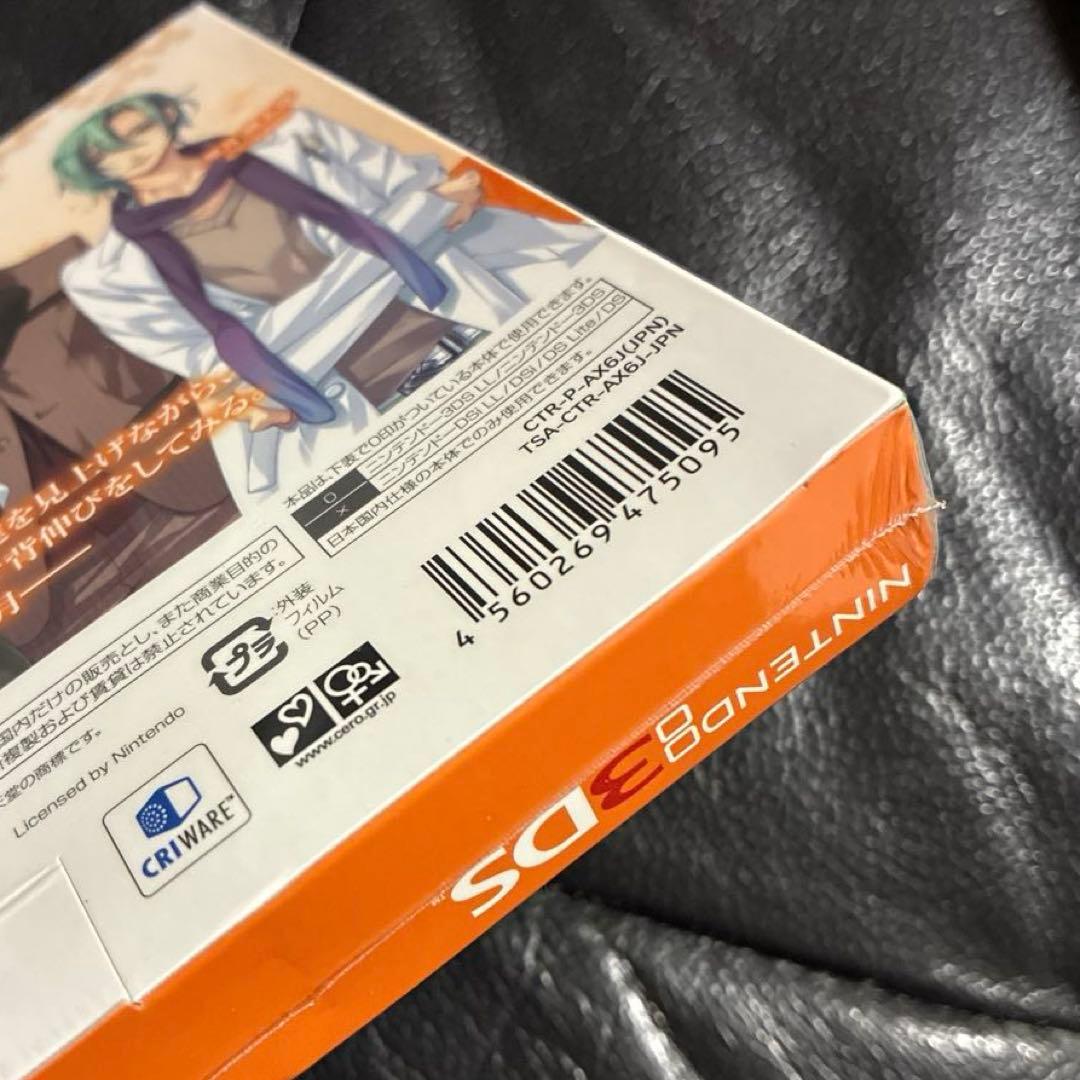 を見上げながら、
背伸びをしてみる。
月――
本品は、下表で○印がついている本体で使用できます。
○ ニンテンドー3DS LL/ニンテンドー3DS
× ニンテンドーDSi LL/DSi/DS Lite/DS
日本国内仕様の本体でのみ使用できます。
CTR-P-AX6J(JPN)
TSA-CTR-AX6J-JPN
4 560269 475095
国内だけの販売とし、また商業目的の
複製および賃貸は禁止されています。
堂の商標です。
Licensed by Nintendo
プラ
:外装
フィルム
(PP)
www.cero.gr.jp
CRIWARE™
NINTENDO
3DS™